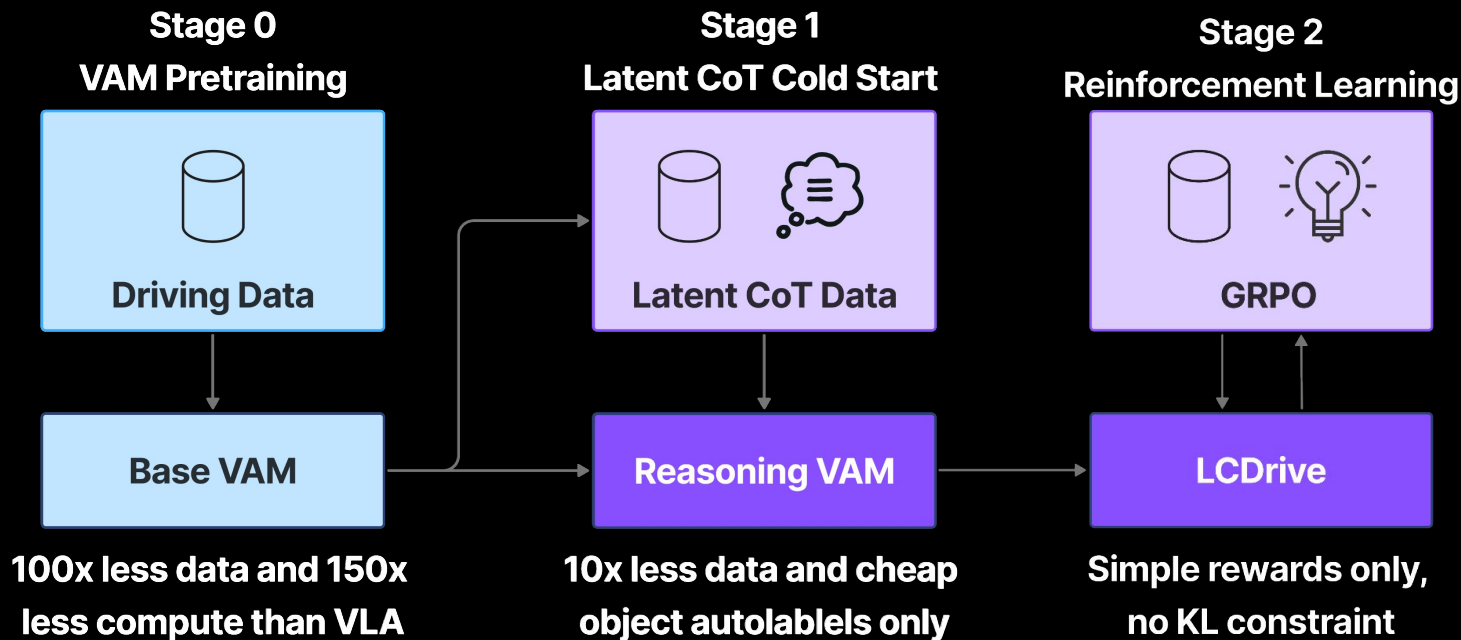 Stage 0
VAM Pretraining
Driving Data
Base VAM
100x less data and 150x
less compute than VLA
Stage 1
Latent CoT Cold Start
Latent CoT Data
Reasoning VAM
10x less data and cheap
object autolablels only
Stage 2
Reinforcement Learning
GRPO
LCDrive
Simple rewards only,
no KL constraint